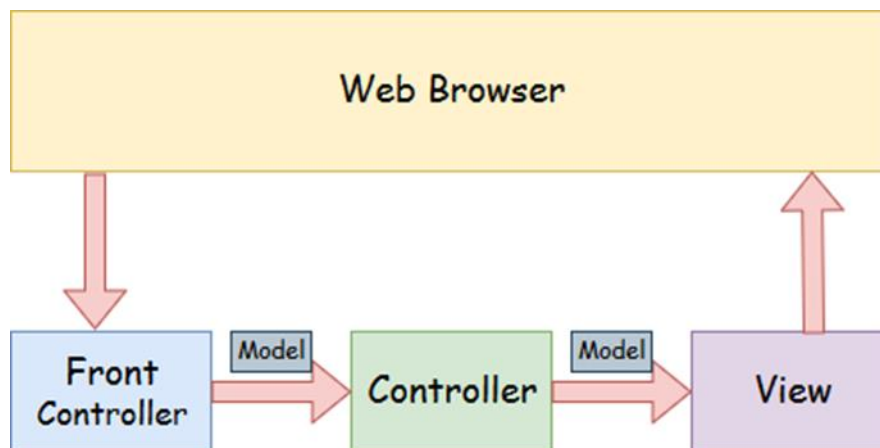 Web Browser
Model
Model
Front
Controller
Controller
View